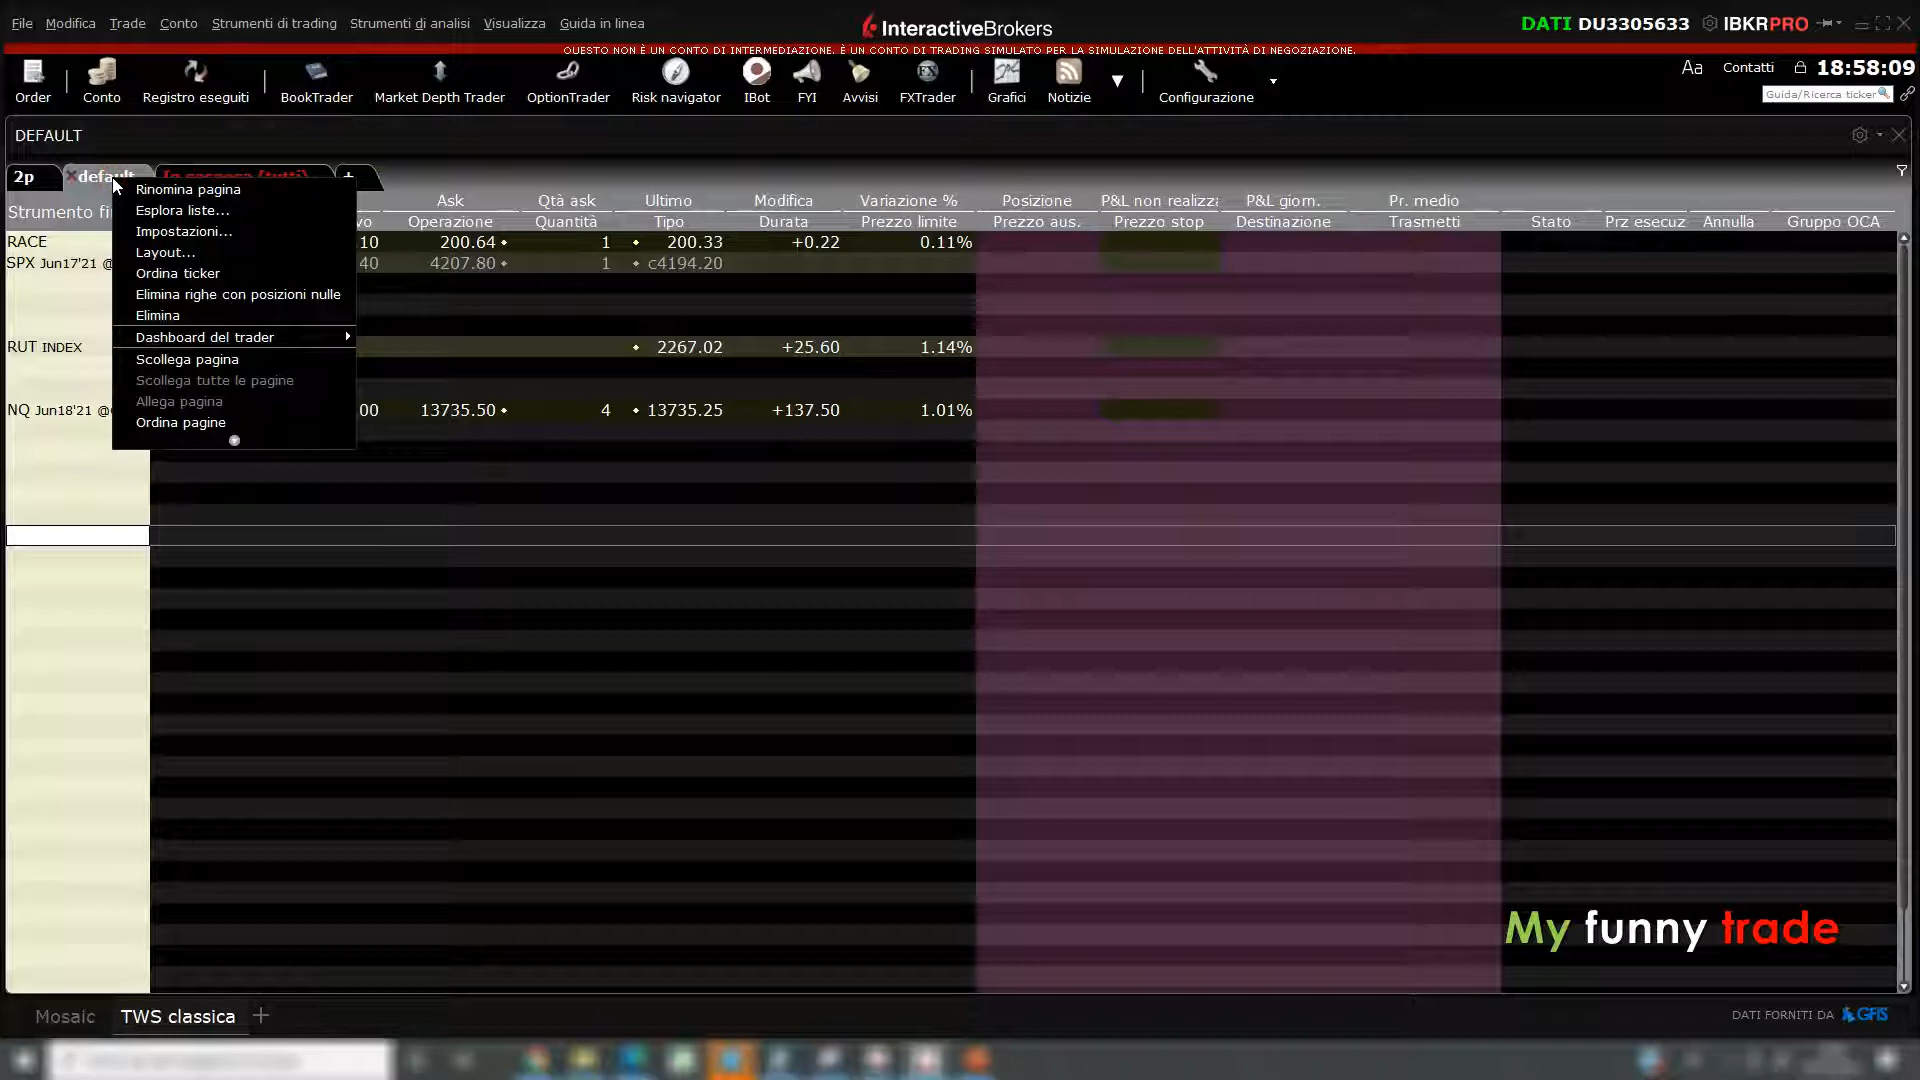 File Modifica Trade Conto Strumenti di trading Strumenti di analisi Visualizza Guida in linea
InteractiveBrokers
DATI DU3305633 IBKRPRO
QUESTO NON È UN CONTO DI INTERMEDIAZIONE. È UN CONTO DI TRADING SIMULATO PER LA SIMULAZIONE DELL'ATTIVITÀ DI NEGOZIAZIONE.
Order Conto Registro eseguiti BookTrader Market Depth Trader OptionTrader Risk navigator IBot FYI Avvisi FXTrader Grafici Notizie Configurazione
Aa Contatti 18:58:09
Guida/Ricerca ticker
DEFAULT
2p default +
Ask Qtà ask Ultimo Modifica Variazione % Posizione P&L non realizza P&L giorn. Pr. medio
Strumento fi vo Operazione Quantità Tipo Durata Prezzo limite Prezzo aus. Prezzo stop Destinazione Trasmetti Stato Prz esecuz Annulla Gruppo OCA
RACE 10 200.64 1 200.33 +0.22 0.11%
SPX Jun17'21 @ 40 4207.80 1 c4194.20
RUT INDEX 2267.02 +25.60 1.14%
NQ Jun18'21 @ 00 13735.50 4 13735.25 +137.50 1.01%
Rinomina pagina
Esplora liste...
Impostazioni...
Layout...
Ordina ticker
Elimina righe con posizioni nulle
Elimina
Dashboard del trader
Scollega pagina
Scollega tutte le pagine
Allega pagina
Ordina pagine
My funny trade
Mosaic TWS classica +
DATI FORNITI DA GFIS